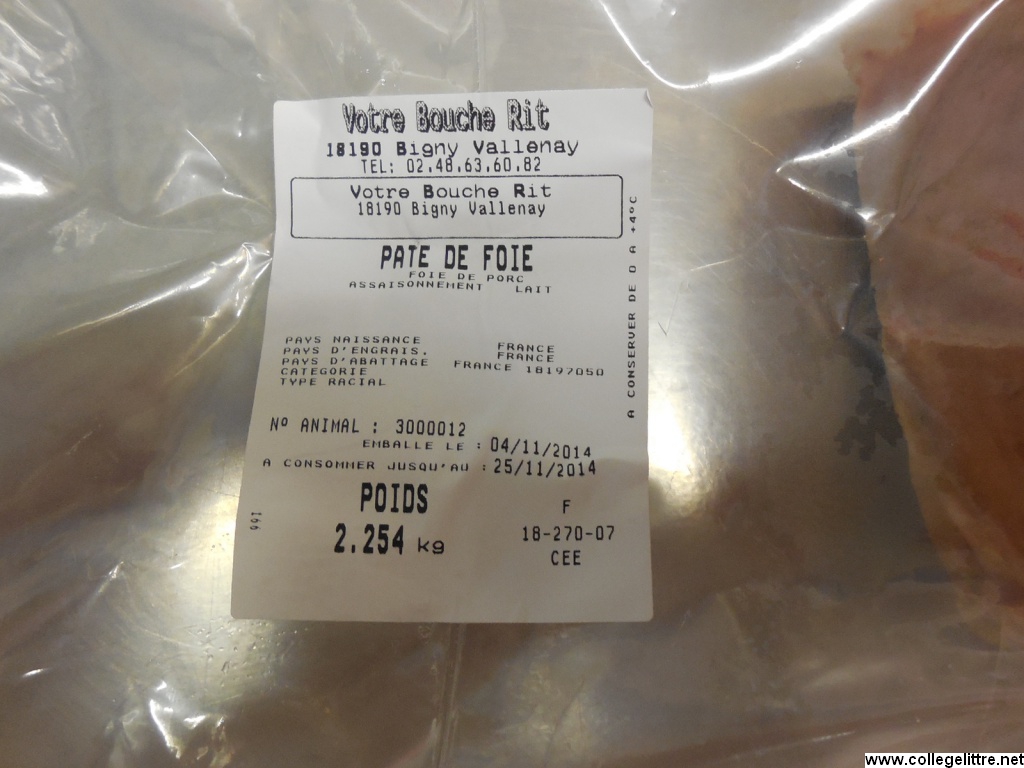 Votre Bouche Rit
18190 Bigny Vallenay
TEL: 02.48.63.60.82
Votre Bouche Rit
18190 Bigny Vallenay
PATE DE FOIE
FOIE DE PORC
ASSAISONNEMENT LAIT
PAYS NAISSANCE FRANCE
PAYS D'ENGRAIS. FRANCE
PAYS D'ABATTAGE FRANCE 18197050
CATEGORIE
TYPE RACIAL
Nº ANIMAL : 3000012
EMBALLE LE : 04/11/2014
A CONSOMMER JUSQU'AU : 25/11/2014
POIDS F
2.254 kg 18-270-07
CEE
166
A CONSERVER DE 0 A +4ºC
www.collegelittre.net